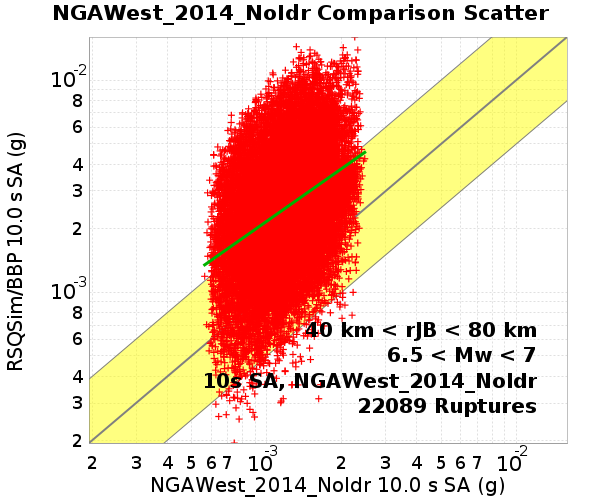 NGAWest_2014_NoIdr Comparison Scatter
RSQSim/BBP 10.0 s SA (g)
10-2
8
6
4
3
2
10-3
8
6
4
3
2
40 km < rJB < 80 km
6.5 < Mw < 7
10s SA, NGAWest_2014_NoIdr
22089 Ruptures
2 3 4 5 6 7 10-3 2 3 4 5 6 7 10-2
NGAWest_2014_NoIdr 10.0 s SA (g)